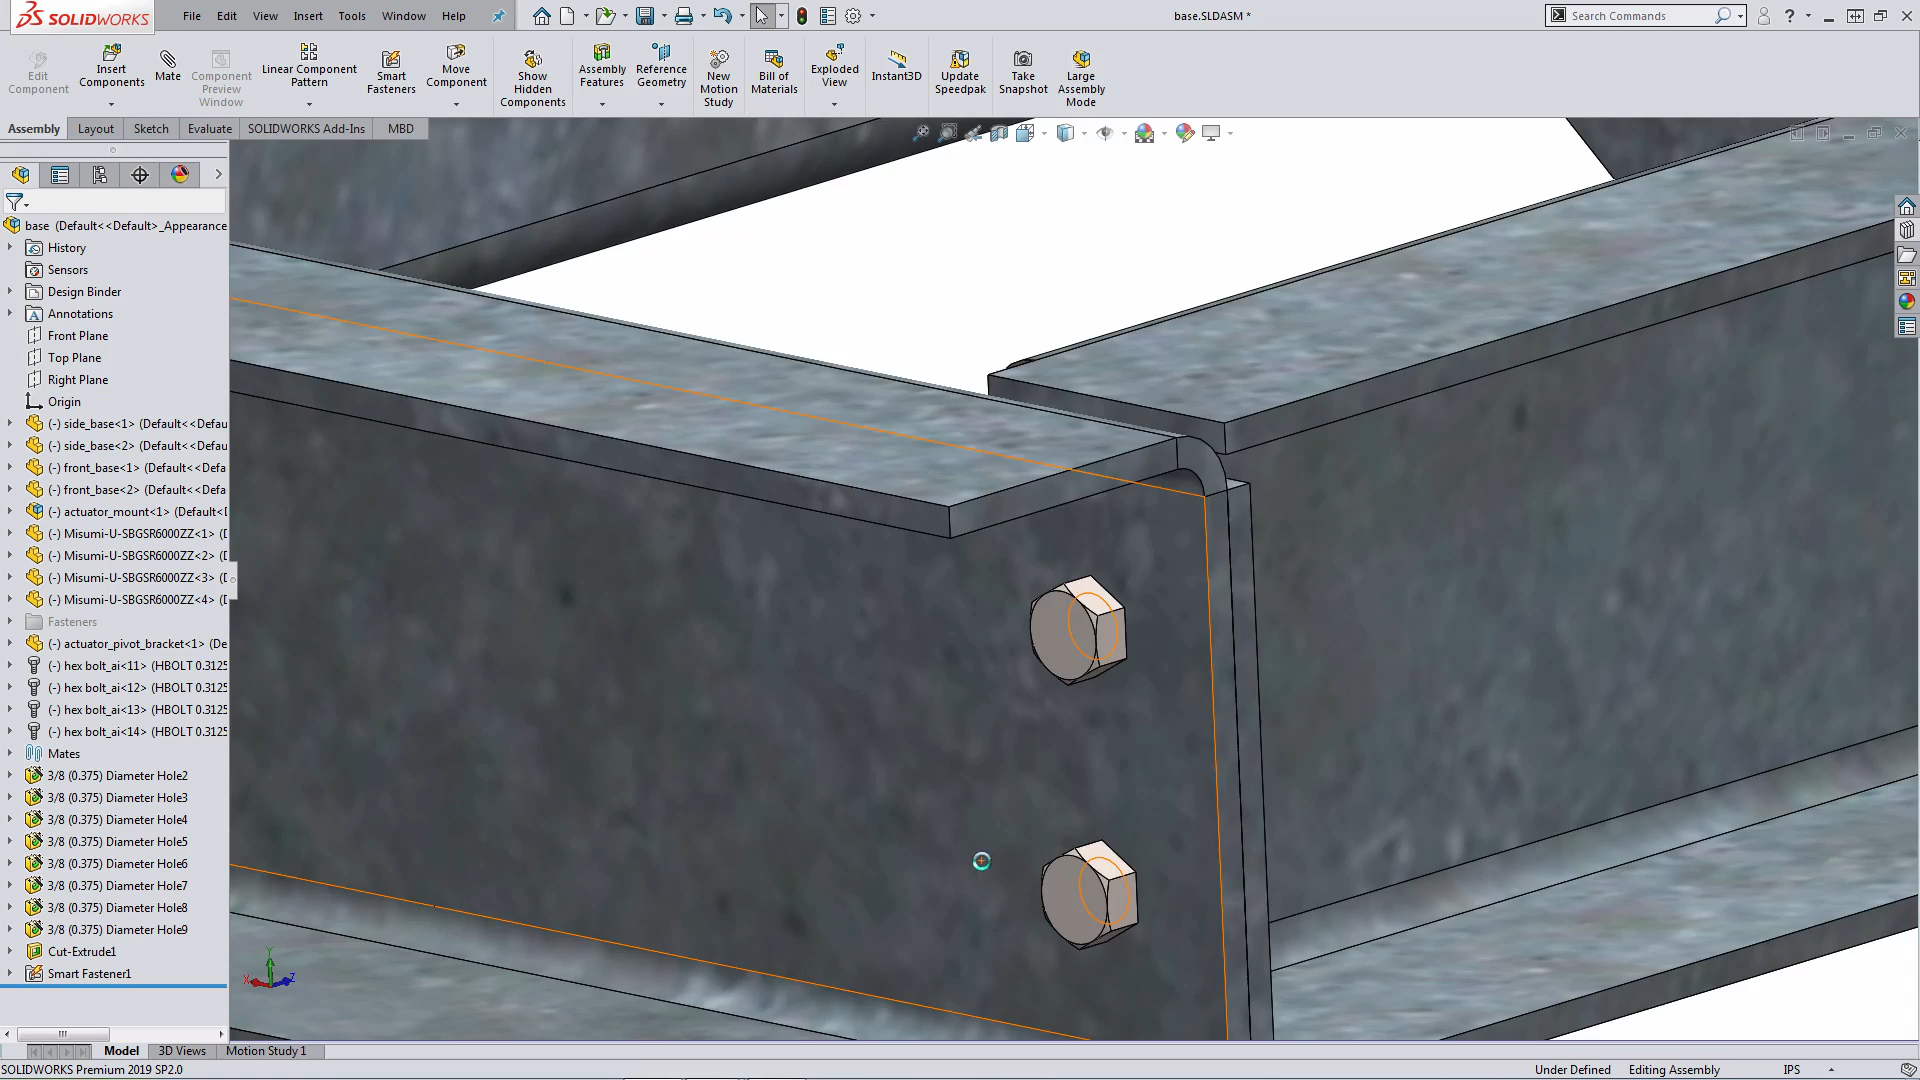 SOLIDWORKS
File Edit View Insert Tools Window Help
base.SLDASM *
Search Commands
Edit Component
Insert Components
Mate
Component Preview Window
Linear Component Pattern
Smart Fasteners
Move Component
Show Hidden Components
Assembly Features
Reference Geometry
New Motion Study
Bill of Materials
Exploded View
Instant3D
Update Speedpak
Take Snapshot
Large Assembly Mode
Assembly Layout Sketch Evaluate SOLIDWORKS Add-Ins MBD
base (Default<<Default>_Appearance
History
Sensors
Design Binder
Annotations
Front Plane
Top Plane
Right Plane
Origin
(-) side_base<1> (Default<<Defau
(-) side_base<2> (Default<<Defau
(-) front_base<1> (Default<<Defa
(-) front_base<2> (Default<<Defa
(-) actuator_mount<1> (Default<
(-) Misumi-U-SBGSR6000ZZ<1> (
(-) Misumi-U-SBGSR6000ZZ<2> (
(-) Misumi-U-SBGSR6000ZZ<3> (
(-) Misumi-U-SBGSR6000ZZ<4> (
Fasteners
(-) actuator_pivot_bracket<1> (De
(-) hex bolt_ai<11> (HBOLT 0.3125
(-) hex bolt_ai<12> (HBOLT 0.3125
(-) hex bolt_ai<13> (HBOLT 0.3125
(-) hex bolt_ai<14> (HBOLT 0.3125
Mates
3/8 (0.375) Diameter Hole2
3/8 (0.375) Diameter Hole3
3/8 (0.375) Diameter Hole4
3/8 (0.375) Diameter Hole5
3/8 (0.375) Diameter Hole6
3/8 (0.375) Diameter Hole7
3/8 (0.375) Diameter Hole8
3/8 (0.375) Diameter Hole9
Cut-Extrude1
Smart Fastener1
Y
X Z
Model 3D Views Motion Study 1
SOLIDWORKS Premium 2019 SP2.0
Under Defined Editing Assembly IPS